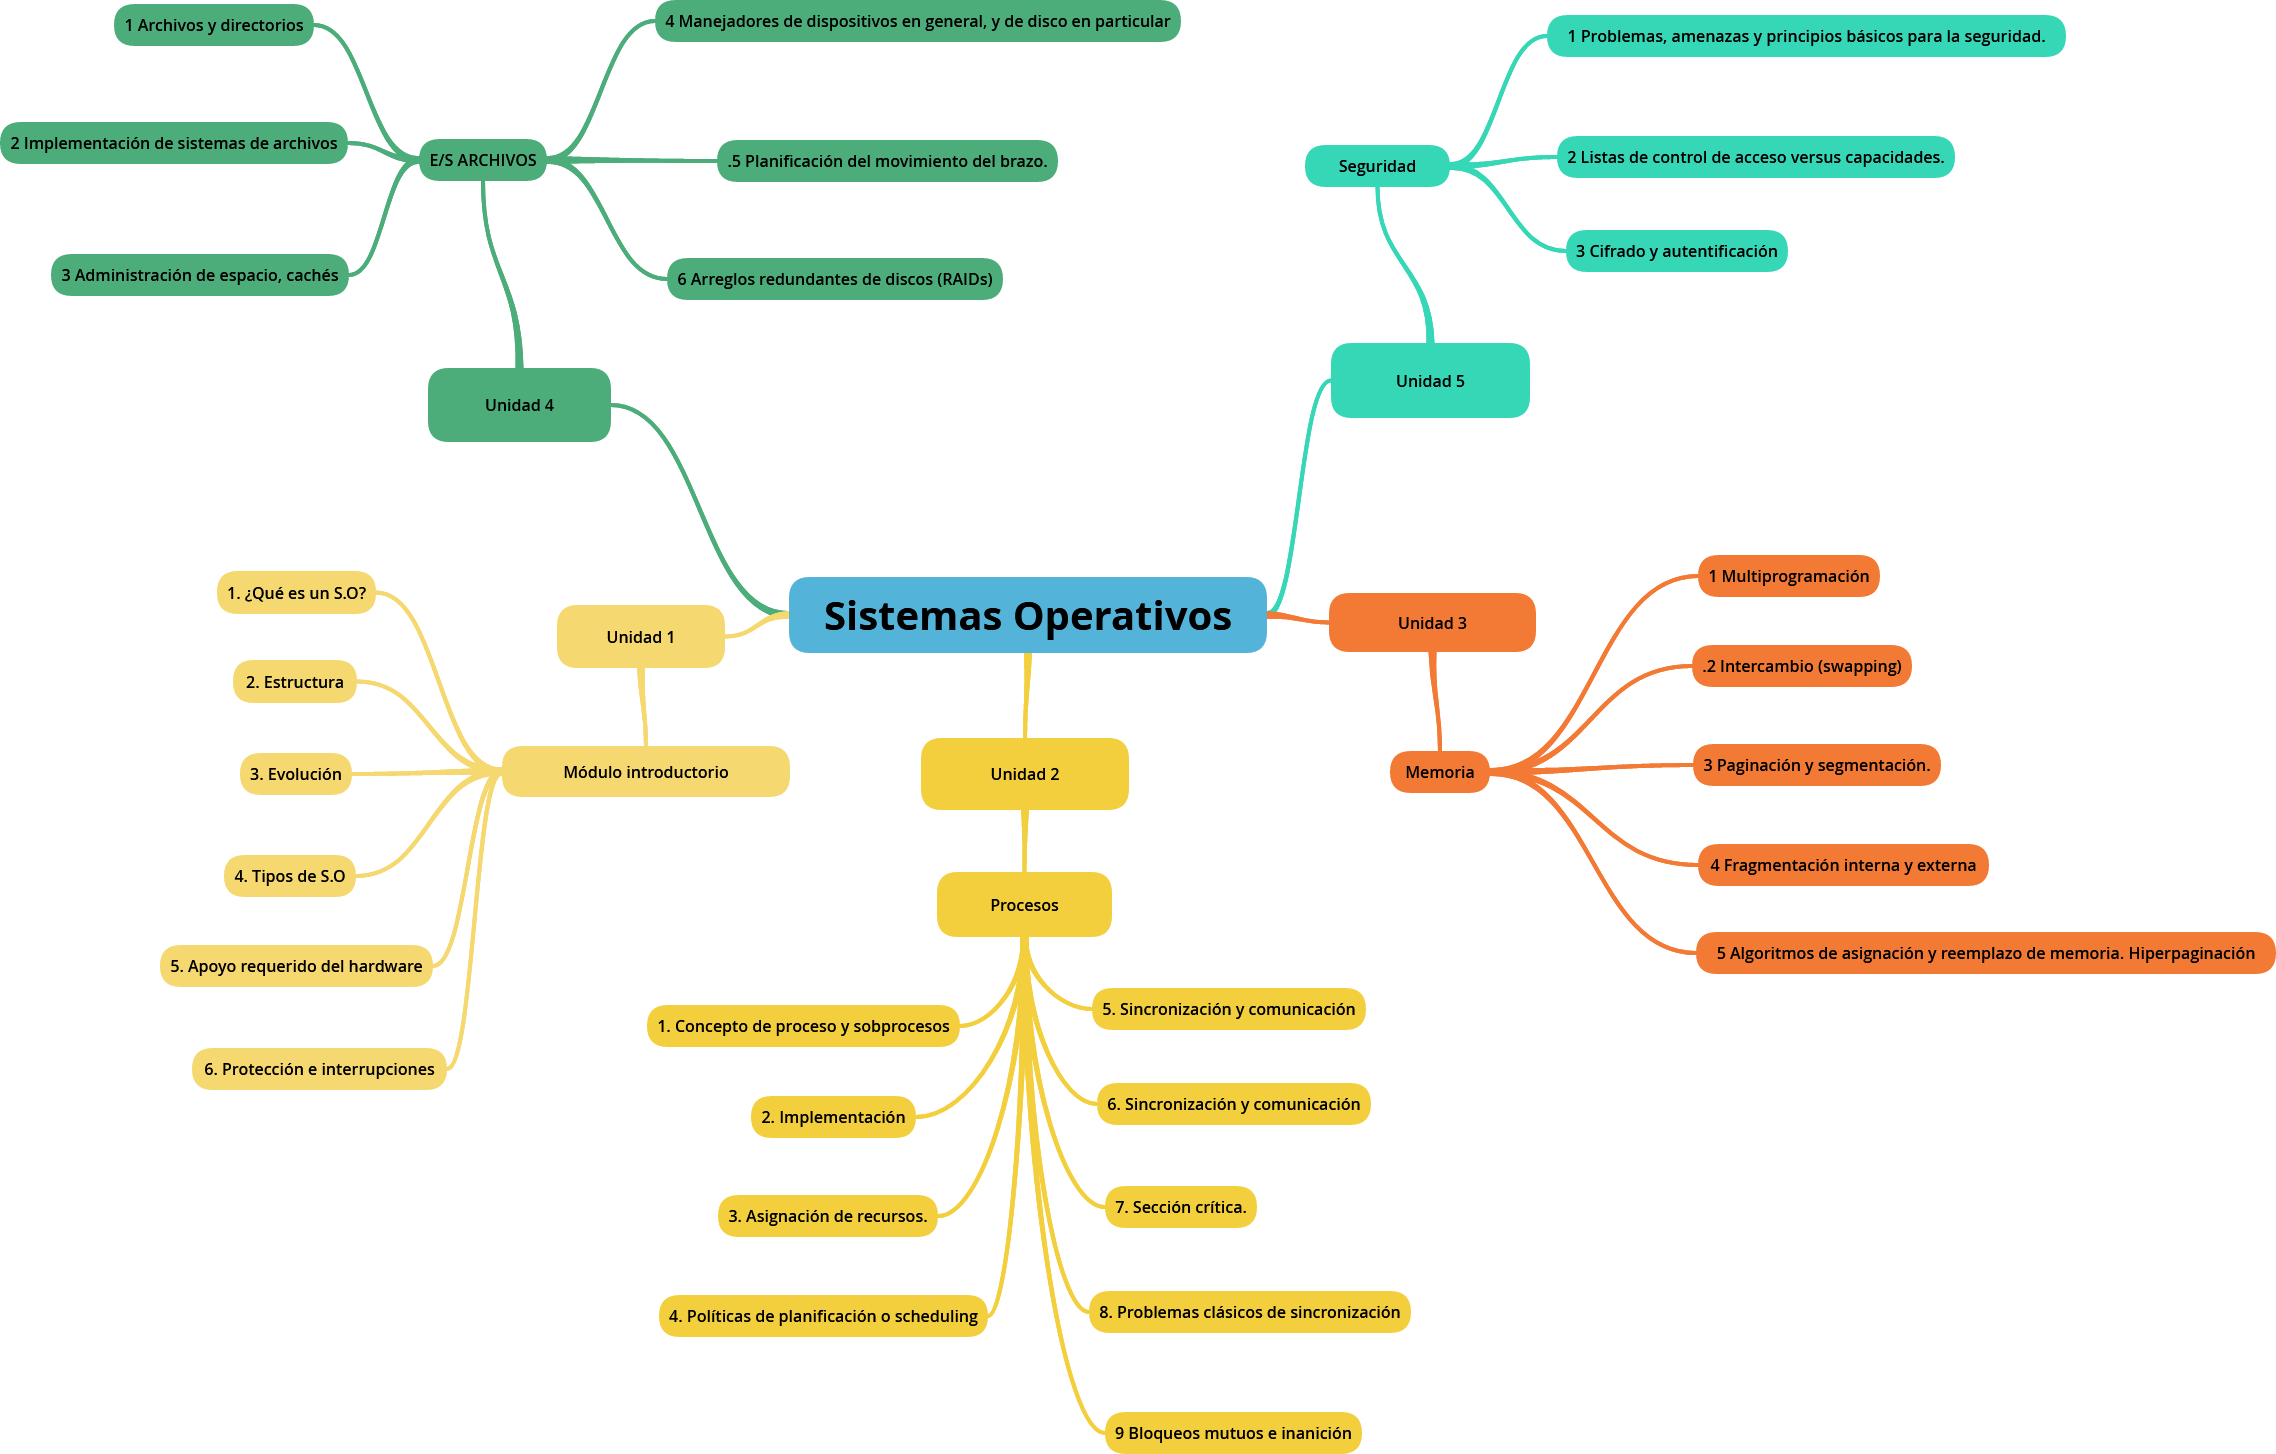 Sistemas Operativos
Unidad 1
Módulo introductorio
1. ¿Qué es un S.O?
2. Estructura
3. Evolución
4. Tipos de S.O
5. Apoyo requerido del hardware
6. Protección e interrupciones
Unidad 2
Procesos
1. Concepto de proceso y sobprocesos
2. Implementación
3. Asignación de recursos.
4. Políticas de planificación o scheduling
5. Sincronización y comunicación
6. Sincronización y comunicación
7. Sección crítica.
8. Problemas clásicos de sincronización
9 Bloqueos mutuos e inanición
Unidad 3
Memoria
1 Multiprogramación
.2 Intercambio (swapping)
3 Paginación y segmentación.
4 Fragmentación interna y externa
5 Algoritmos de asignación y reemplazo de memoria. Hiperpaginación
Unidad 4
E/S ARCHIVOS
1 Archivos y directorios
2 Implementación de sistemas de archivos
3 Administración de espacio, cachés
4 Manejadores de dispositivos en general, y de disco en particular
.5 Planificación del movimiento del brazo.
6 Arreglos redundantes de discos (RAIDs)
Unidad 5
Seguridad
1 Problemas, amenazas y principios básicos para la seguridad.
2 Listas de control de acceso versus capacidades.
3 Cifrado y autentificación